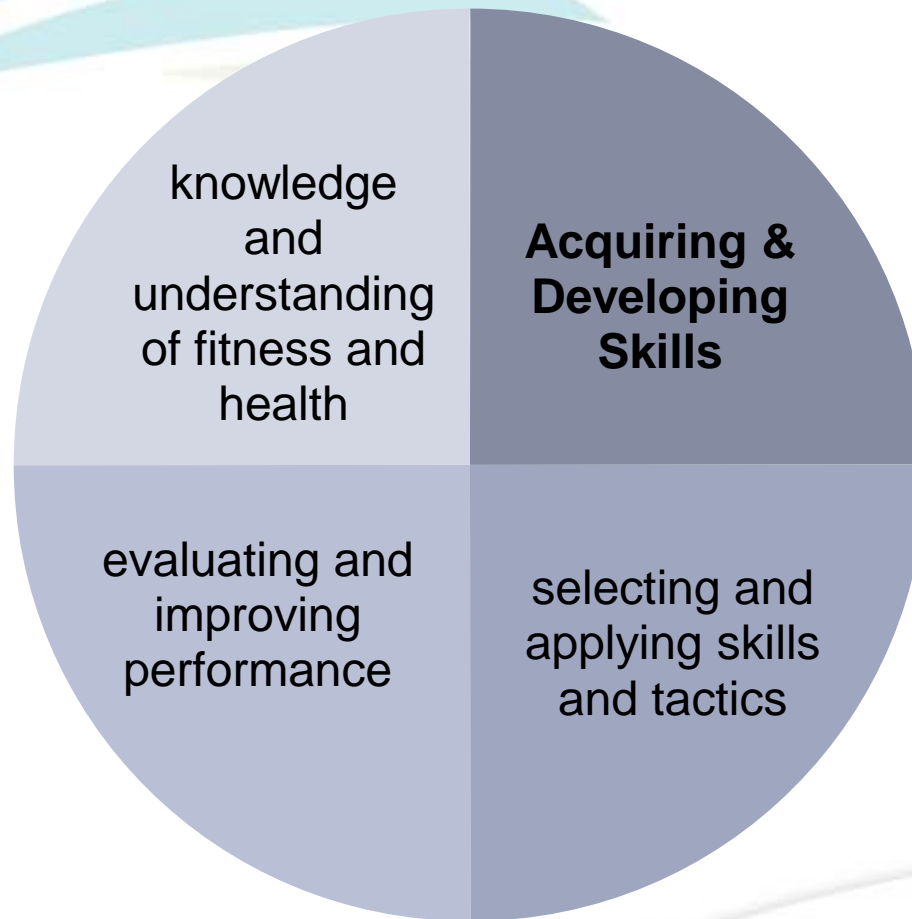 knowledge
and
understanding
of fitness and
health
Acquiring &
Developing
Skills
evaluating and
improving
performance
selecting and
applying skills
and tactics